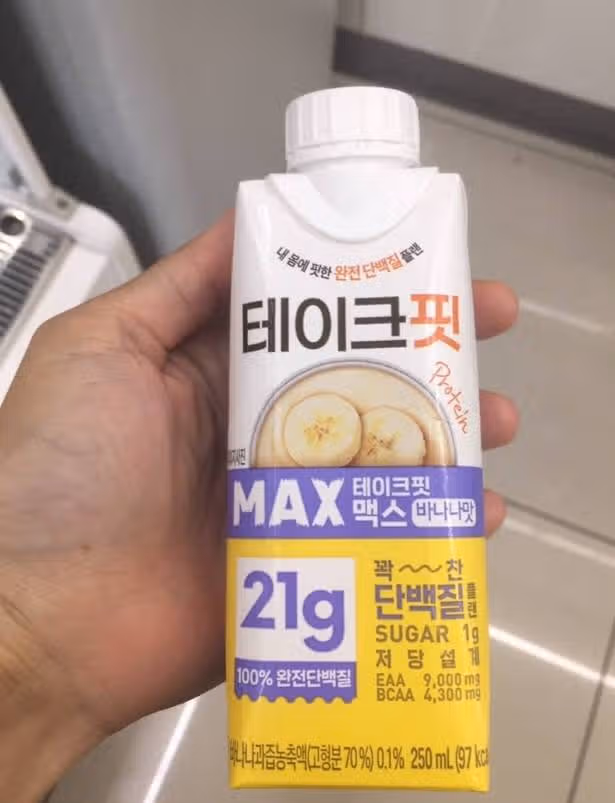 내 몸에 핏한 완전 단백질 플랜
테이크핏
Protein
MAX 테이크핏 맥스 바나나맛
21g
100% 완전단백질
꽉~~찬
단백질 플랜
SUGAR 1g
저당설계
EAA 9,000mg
BCAA 4,300mg
바나나과즙농축액(고형분 70%) 0.1% 250 mL (97 kc